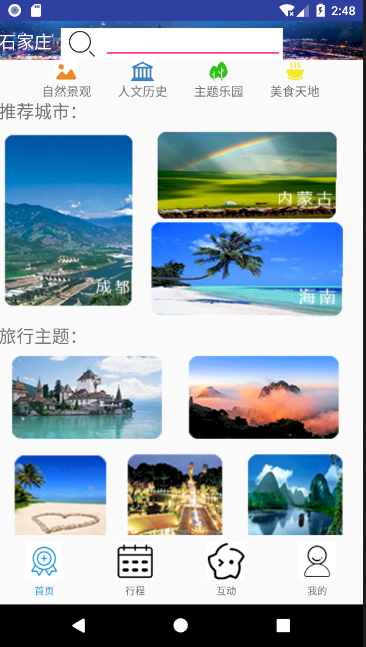 2:48
石家庄
自然景观 人文历史 主题乐园 美食天地
推荐城市:
内蒙古
成都
海南
旅行主题:
首页 行程 互动 我的